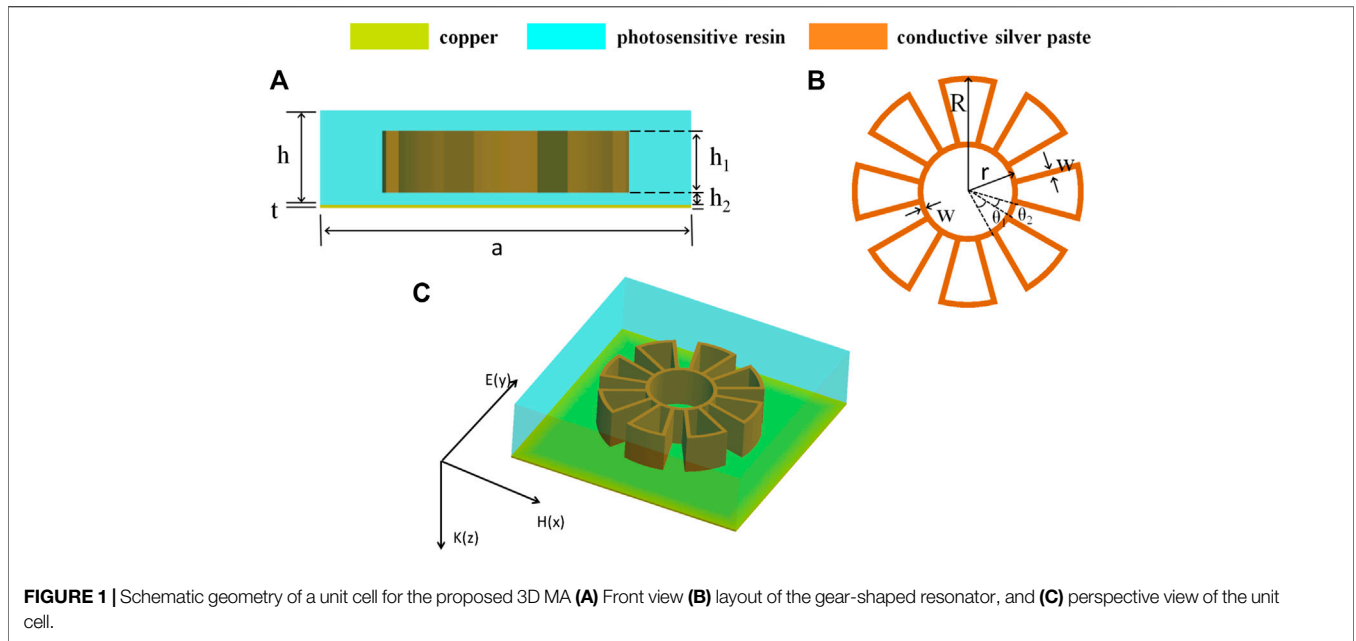 copper
photosensitive resin
conductive silver paste
A
h
t
h₁
h₂
a
B
R
r
w
w
θ₁
θ₂
C
E(y)
H(x)
K(z)
FIGURE 1 | Schematic geometry of a unit cell for the proposed 3D MA (A) Front view (B) layout of the gear-shaped resonator, and (C) perspective view of the unit
cell.